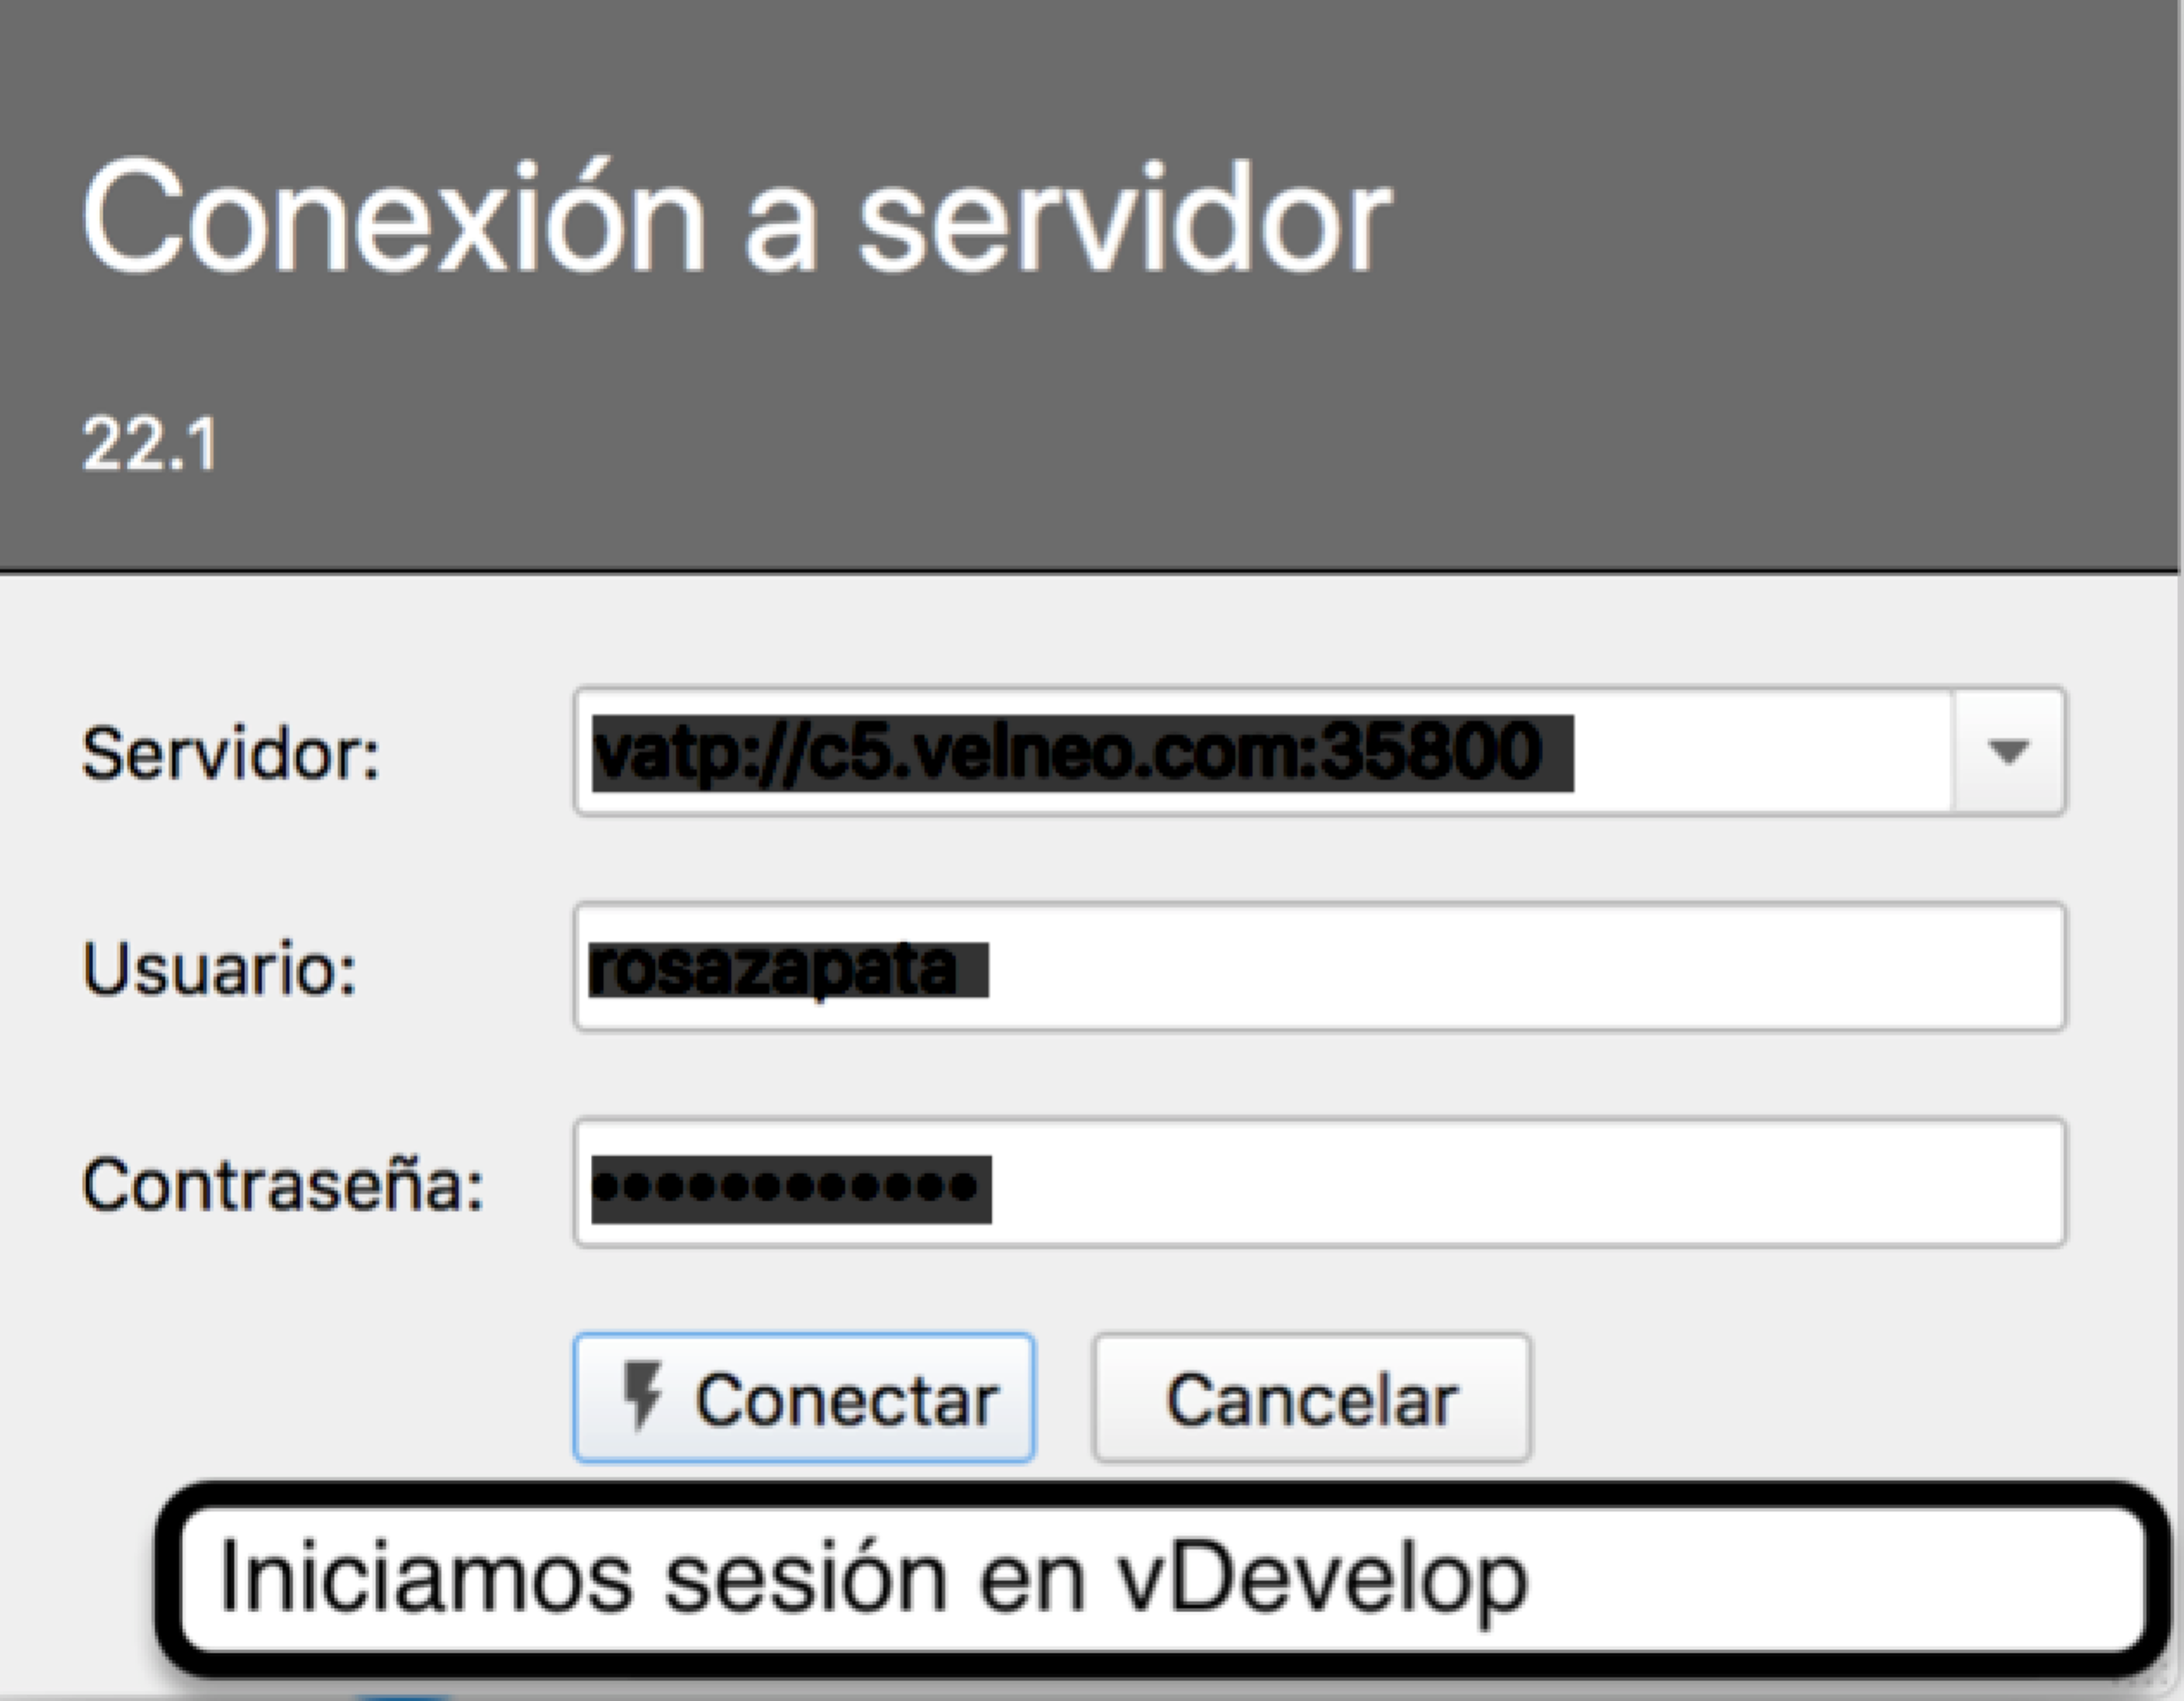 Conexión a servidor
22.1
Servidor: vatp://c5.velneo.com:35800
Usuario: rosazapata
Contraseña: ••••••••••••
Conectar Cancelar
Iniciamos sesión en vDevelop